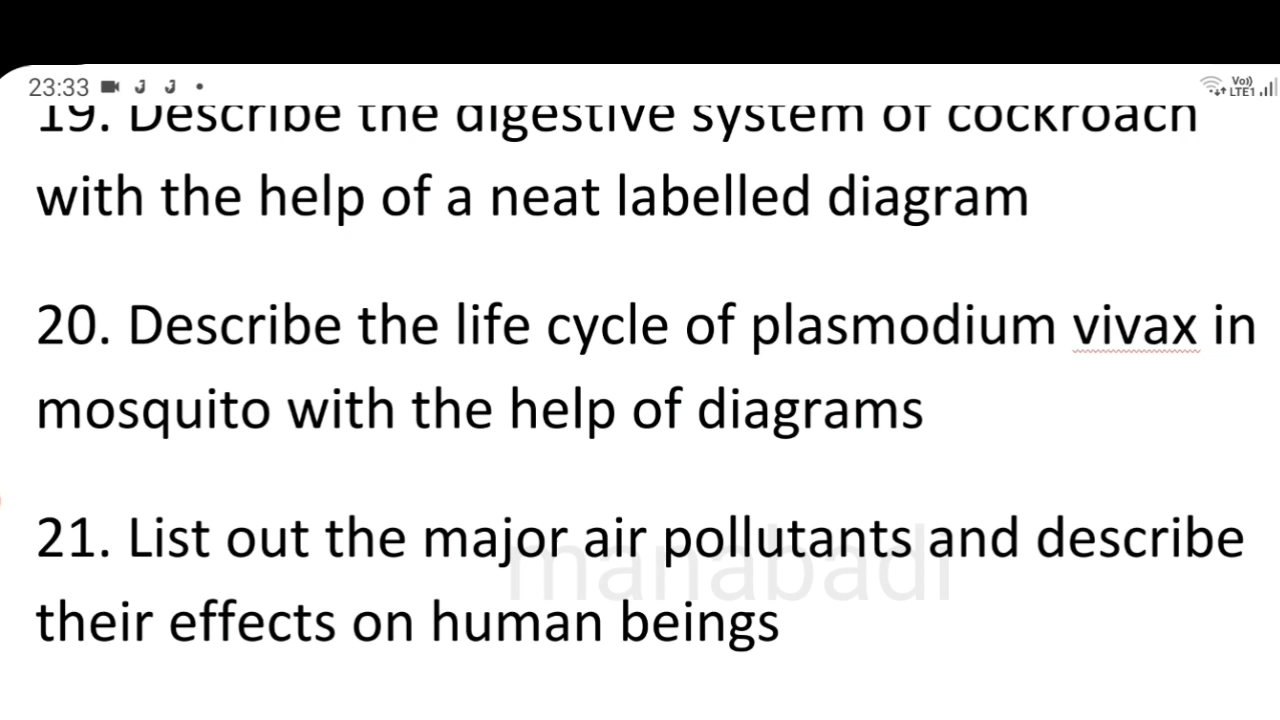 23:33
Vo)) LTE1
19. Describe the digestive system of cockroach
with the help of a neat labelled diagram
20. Describe the life cycle of plasmodium vivax in
mosquito with the help of diagrams
21. List out the major air pollutants and describe
their effects on human beings
manabadi